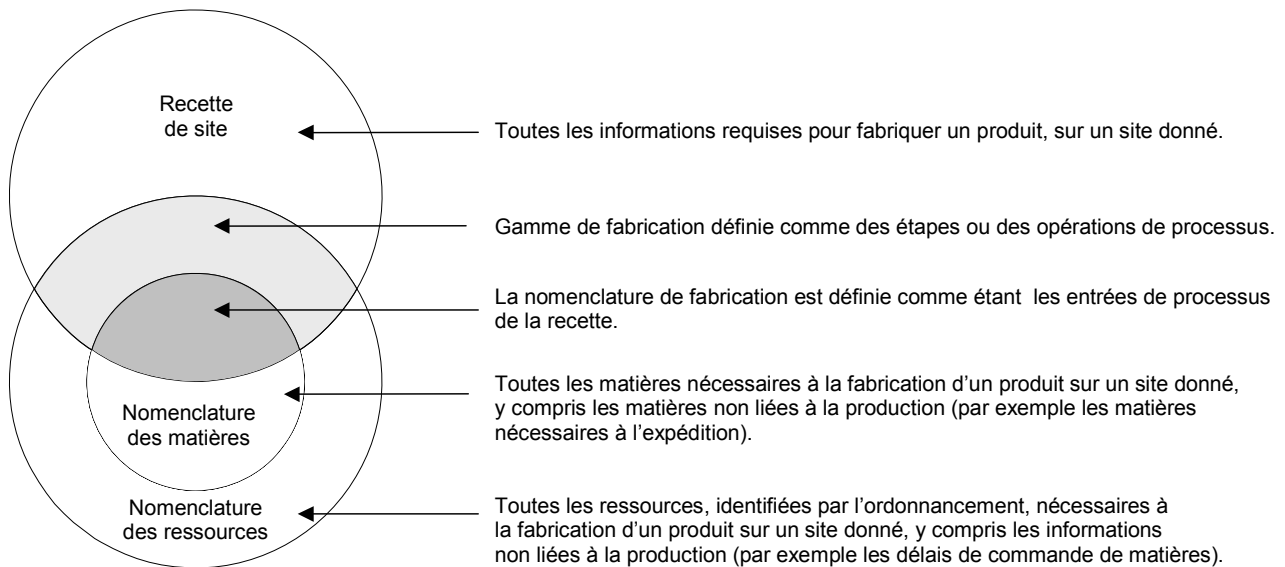 Recette
de site
Toutes les informations requises pour fabriquer un produit, sur un site donné.
Gamme de fabrication définie comme des étapes ou des opérations de processus.
La nomenclature de fabrication est définie comme étant les entrées de processus
de la recette.
Toutes les matières nécessaires à la fabrication d’un produit sur un site donné,
y compris les matières non liées à la production (par exemple les matières
nécessaires à l’expédition).
Nomenclature
des matières
Nomenclature
des ressources
Toutes les ressources, identifiées par l’ordonnancement, nécessaires à
la fabrication d’un produit sur un site donné, y compris les informations
non liées à la production (par exemple les délais de commande de matières).